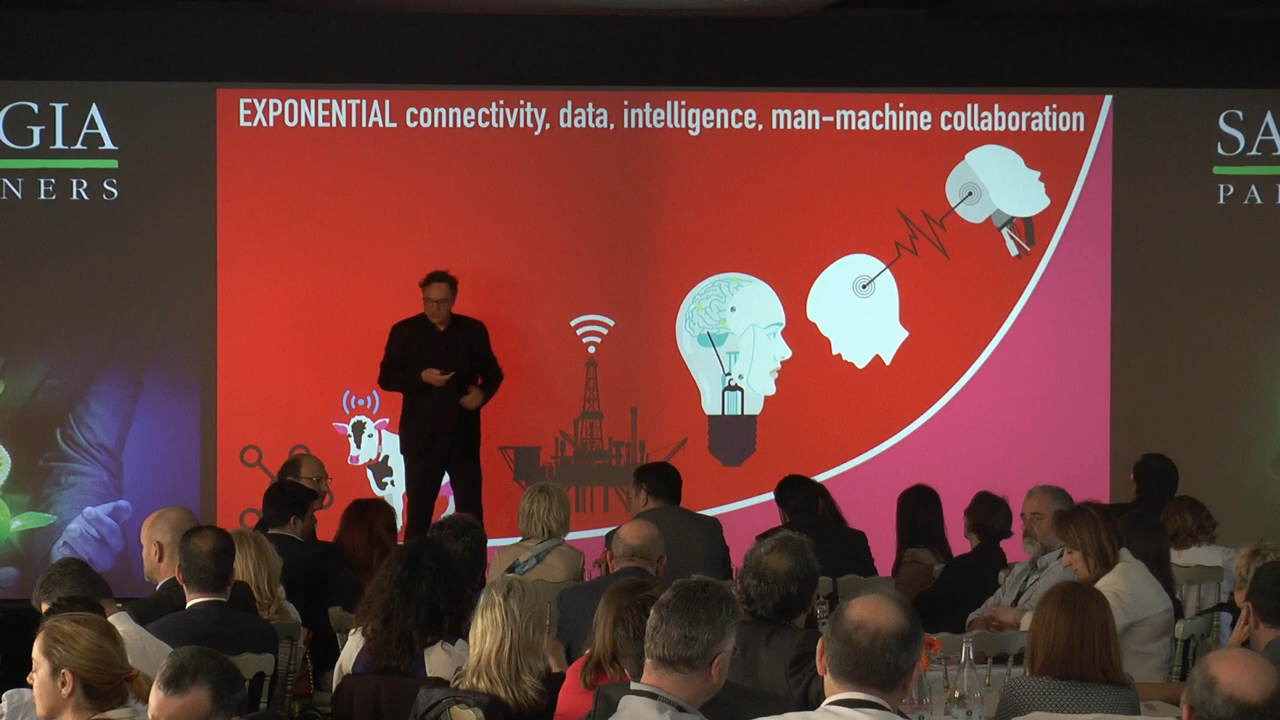 EXPONENTIAL connectivity, data, intelligence, man-machine collaboration
GIA
NERS
SA
PA